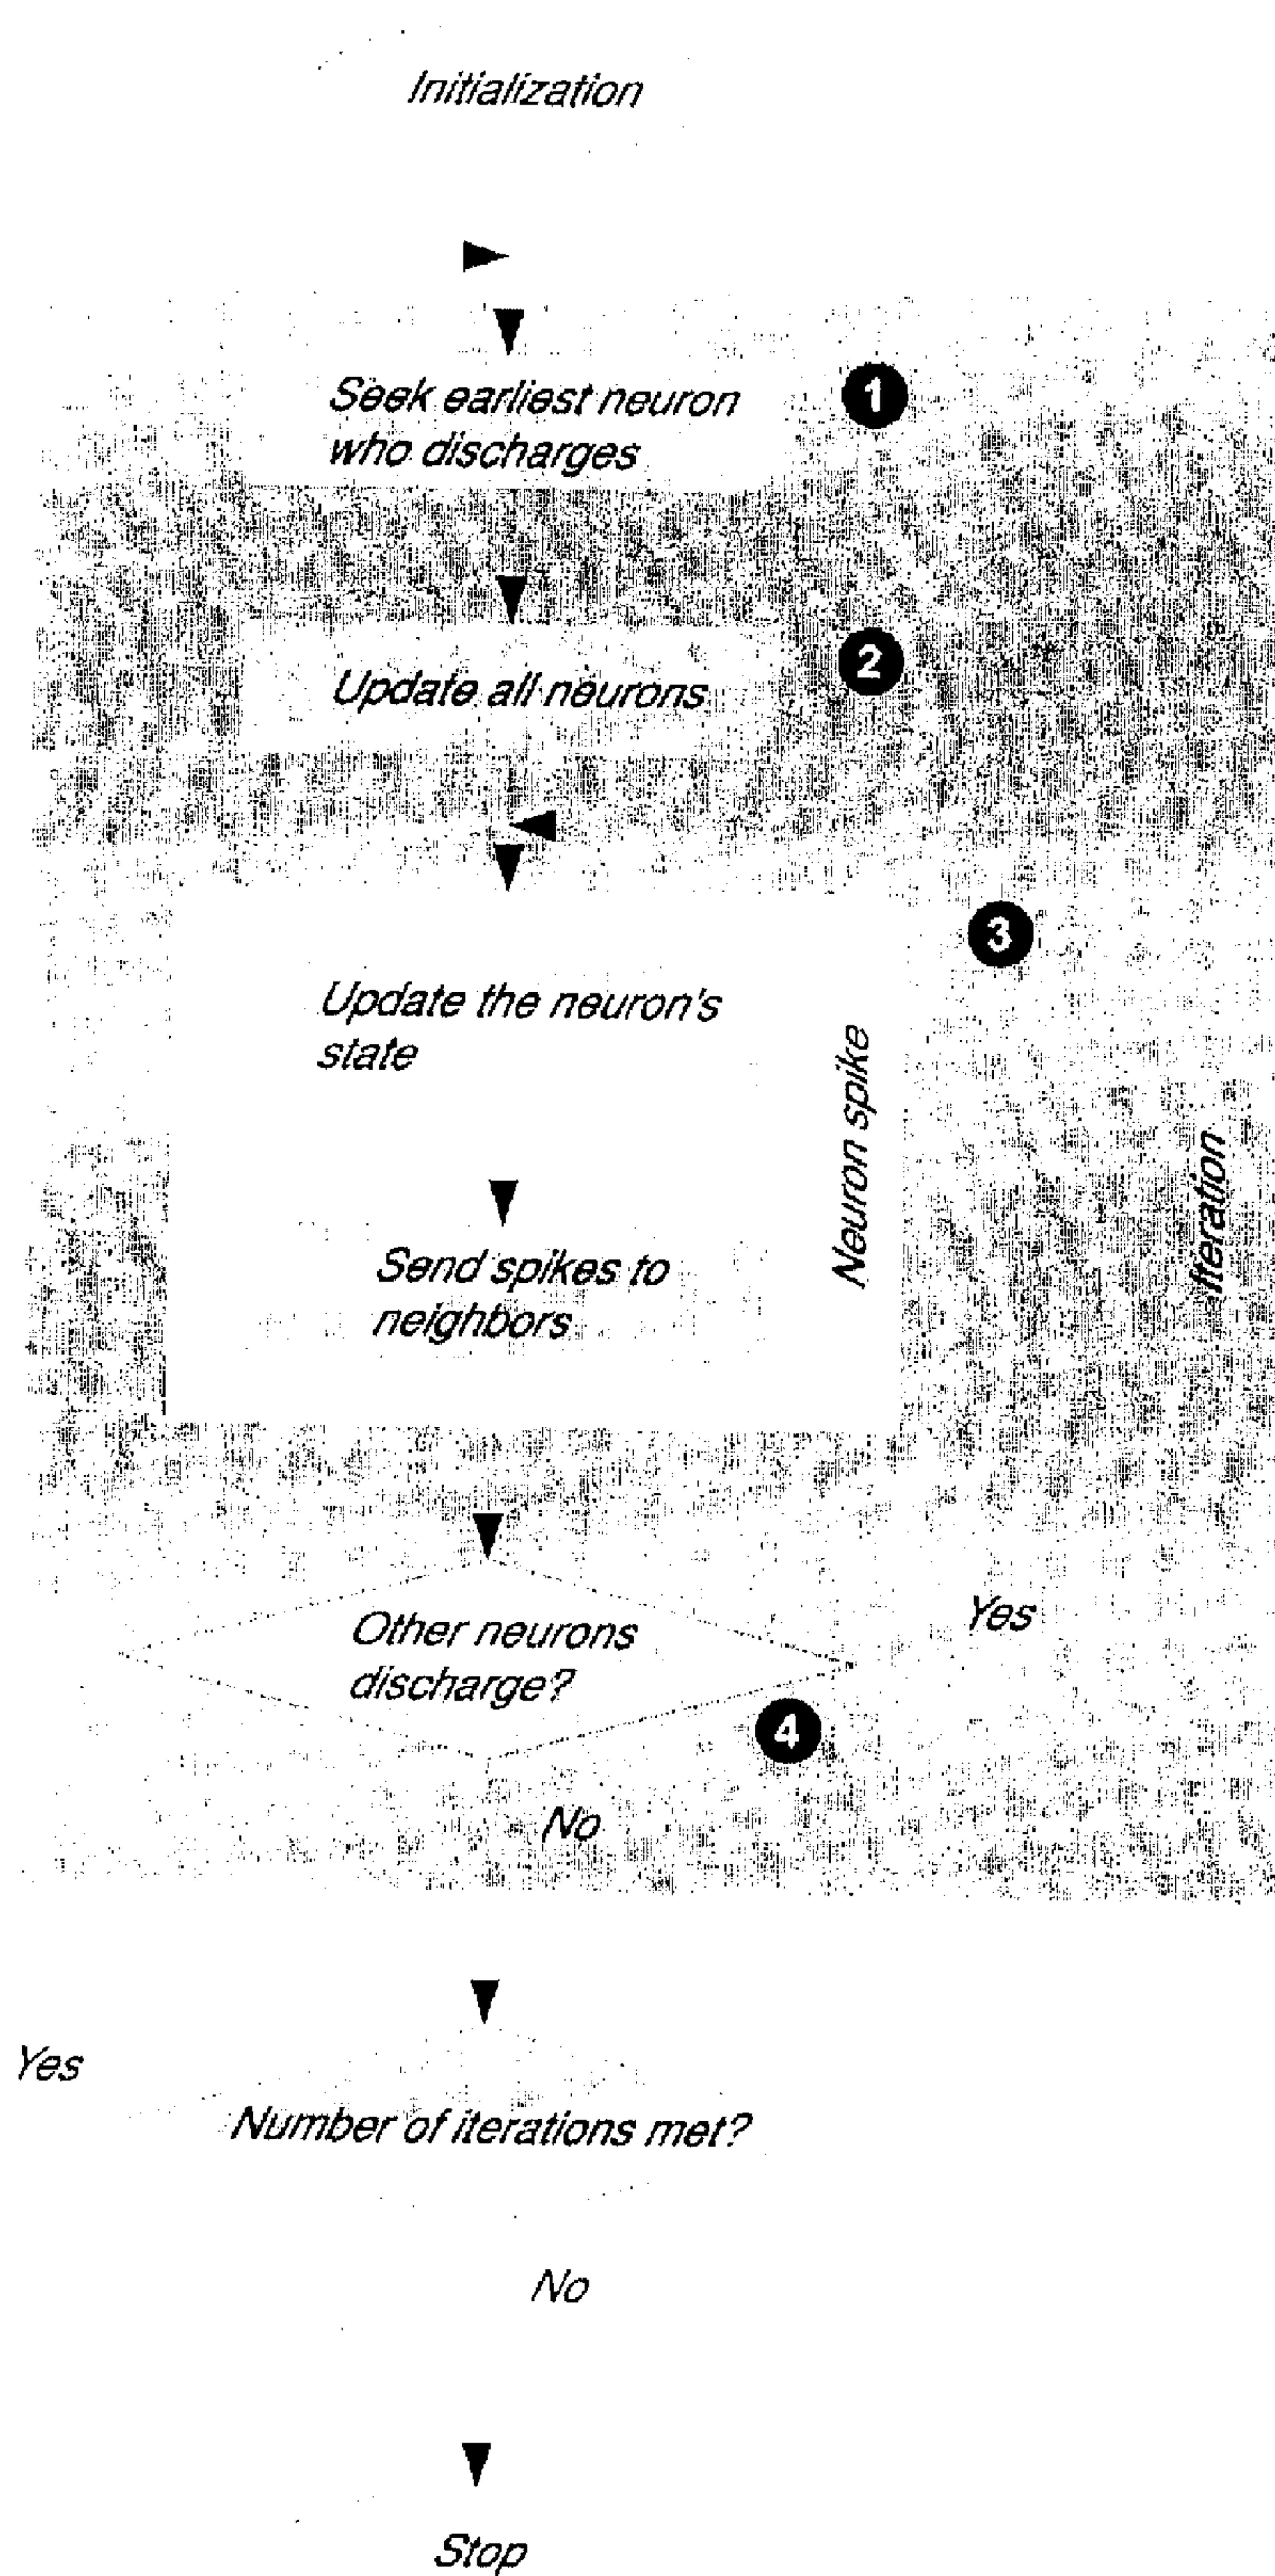 Initialization
Seek earliest neuron
who discharges
1
Update all neurons
2
3
Update the neuron's
state
Neuron spike
Iteration
Send spikes to
neighbors
Other neurons
discharge?
Yes
4
No
Yes
Number of iterations met?
No
Stop